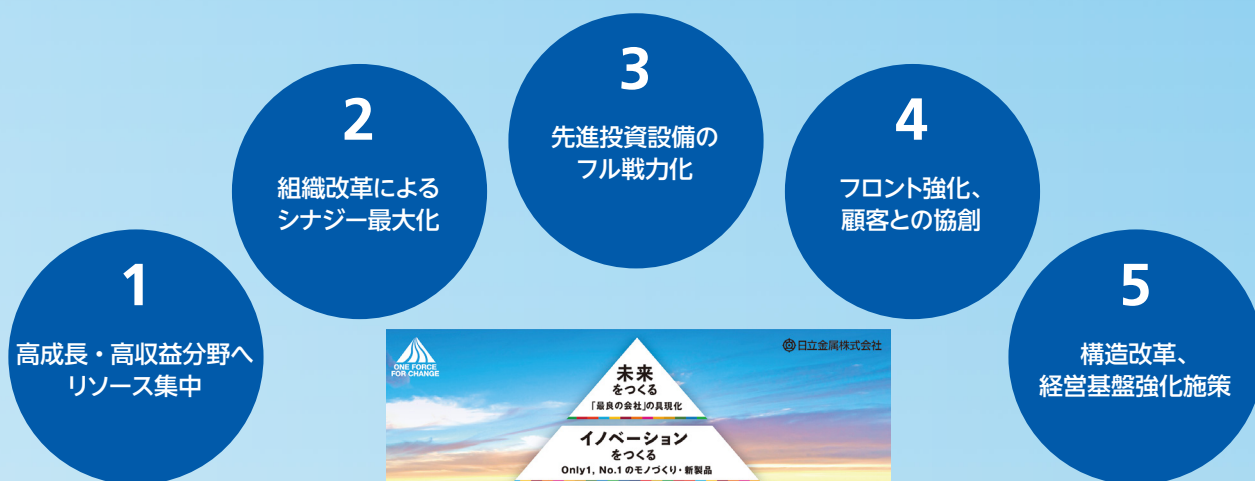 1
高成長・高収益分野へ
リソース集中
2
組織改革による
シナジー最大化
3
先進投資設備の
フル戦力化
4
フロント強化、
顧客との協創
5
構造改革、
経営基盤強化施策
ONE FORCE
FOR CHANGE
日立金属株式会社
未来
をつくる
「最良の会社」の具現化
イノベーション
をつくる
Only1, No.1 のモノづくり・新製品